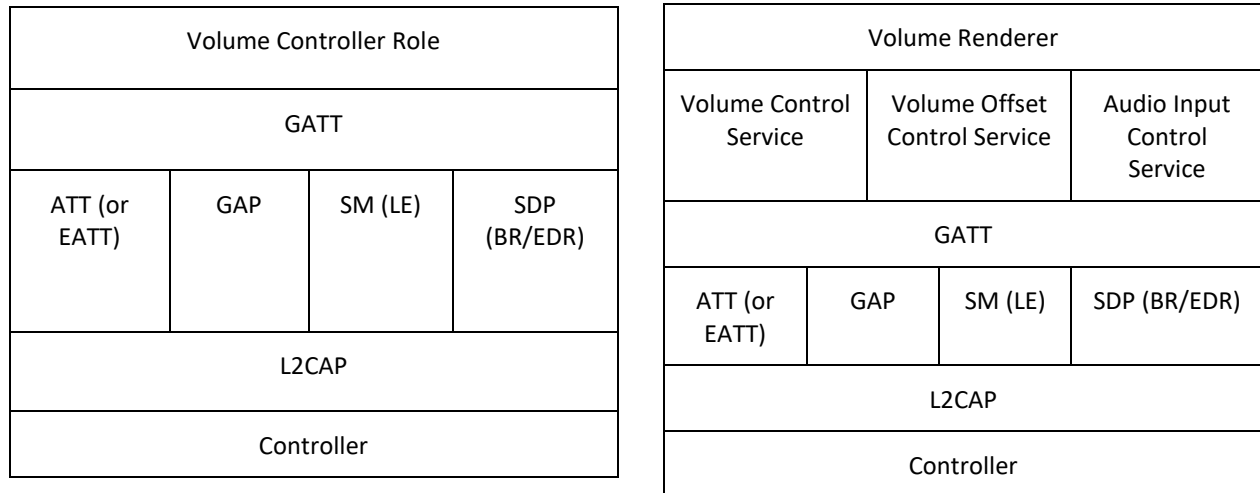 Volume Controller Role
GATT
ATT (or
EATT)
GAP
SM (LE)
SDP
(BR/EDR)
L2CAP
Controller
Volume Renderer
Volume Control
Service
Volume Offset
Control Service
Audio Input
Control
Service
GATT
ATT (or
EATT)
GAP
SM (LE)
SDP (BR/EDR)
L2CAP
Controller